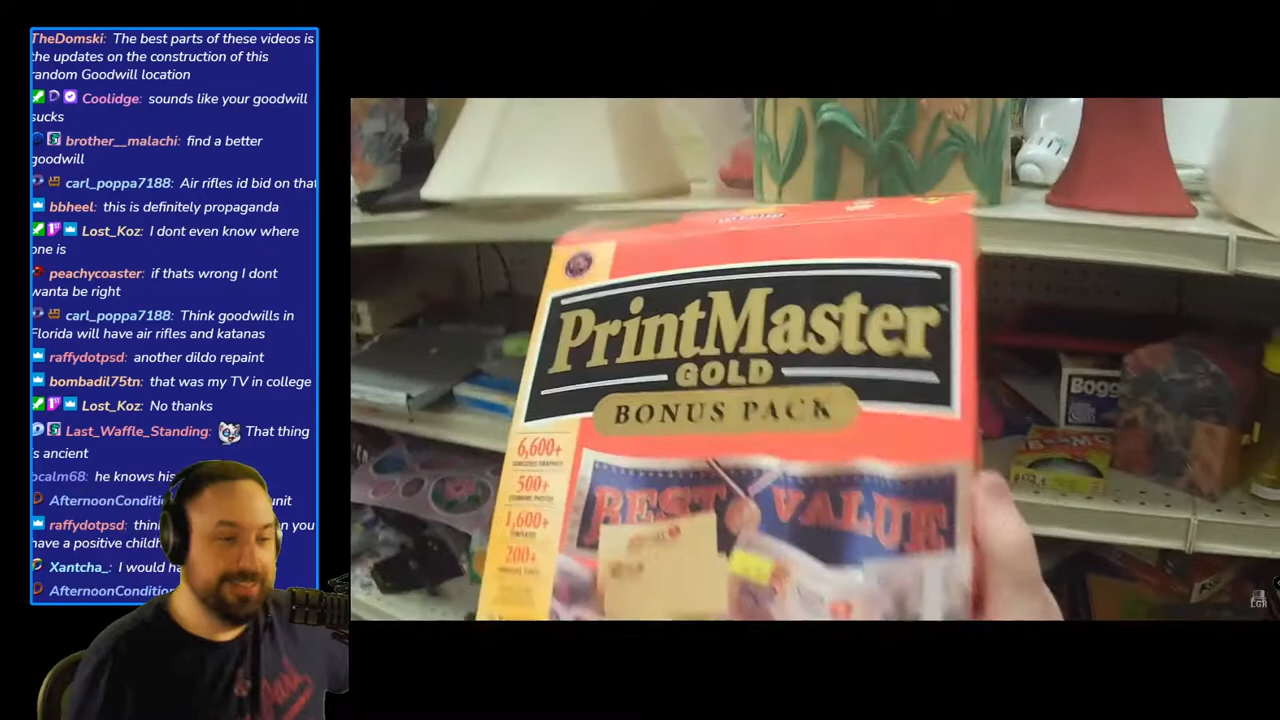 TheDomski: The best parts of these videos is
the updates on the construction of this
random Goodwill location
Coolidge: sounds like your goodwill
sucks
brother__malachi: find a better
goodwill
carl_poppa7188: Air rifles id bid on that
bbheel: this is definitely propaganda
Lost_Koz: I dont even know where
one is
peachycoaster: if thats wrong I dont
wanta be right
carl_poppa7188: Think goodwills in
Florida will have air rifles and katanas
raffydotpsd: another dildo repaint
bombadil75tn: that was my TV in college
Lost_Koz: No thanks
Last_Waffle_Standing: That thing
is ancient
ocalm68: he knows his
AfternoonConditio
raffydotpsd:
have a positive
Xantcha_: I would
AfternoonConditio
PrintMaster
GOLD
BONUS PACK
6,600+
500+
1,600+
200+
BEST VALUE
Bogg
LGR